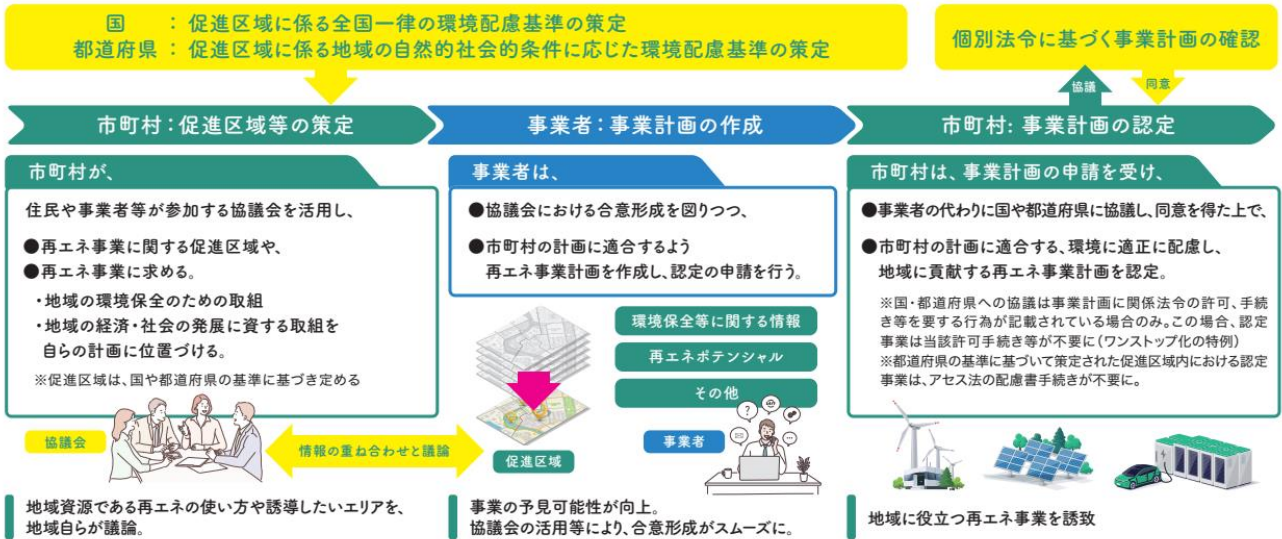 国　　：促進区域に係る全国一律の環境配慮基準の策定
都道府県：促進区域に係る地域の自然的社会的条件に応じた環境配慮基準の策定
個別法令に基づく事業計画の確認
協議
同意
市町村：促進区域等の策定
事業者：事業計画の作成
市町村：事業計画の認定
市町村が、
住民や事業者等が参加する協議会を活用し、
●再エネ事業に関する促進区域や、
●再エネ事業に求める。
・地域の環境保全のための取組
・地域の経済・社会の発展に資する取組を
自らの計画に位置づける。
※促進区域は、国や都道府県の基準に基づき定める
協議会
情報の重ね合わせと議論
地域資源である再エネの使い方や誘導したいエリアを、
地域自らが議論。
事業者は、
●協議会における合意形成を図りつつ、
●市町村の計画に適合するよう
再エネ事業計画を作成し、認定の申請を行う。
環境保全等に関する情報
再エネポテンシャル
その他
促進区域
事業者
事業の予見可能性が向上。
協議会の活用等により、合意形成がスムーズに。
市町村は、事業計画の申請を受け、
●事業者の代わりに国や都道府県に協議し、同意を得た上で、
●市町村の計画に適合する、環境に適正に配慮し、
地域に貢献する再エネ事業計画を認定。
※国・都道府県への協議は事業計画に関係法令の許可、手続
き等を要する行為が記載されている場合のみ。この場合、認定
事業は当該許可手続き等が不要に（ワンストップ化の特例）
※都道府県の基準に基づいて策定された促進区域内における認定
事業は、アセス法の配慮書手続きが不要に。
地域に役立つ再エネ事業を誘致